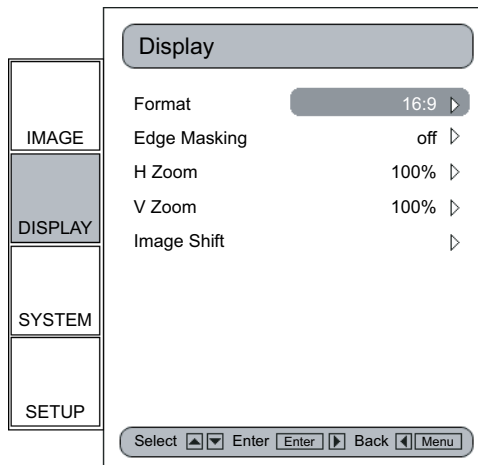 Display
IMAGE
DISPLAY
SYSTEM
SETUP
Format 16:9
Edge Masking off
H Zoom 100%
V Zoom 100%
Image Shift
Select Enter Enter Back Menu